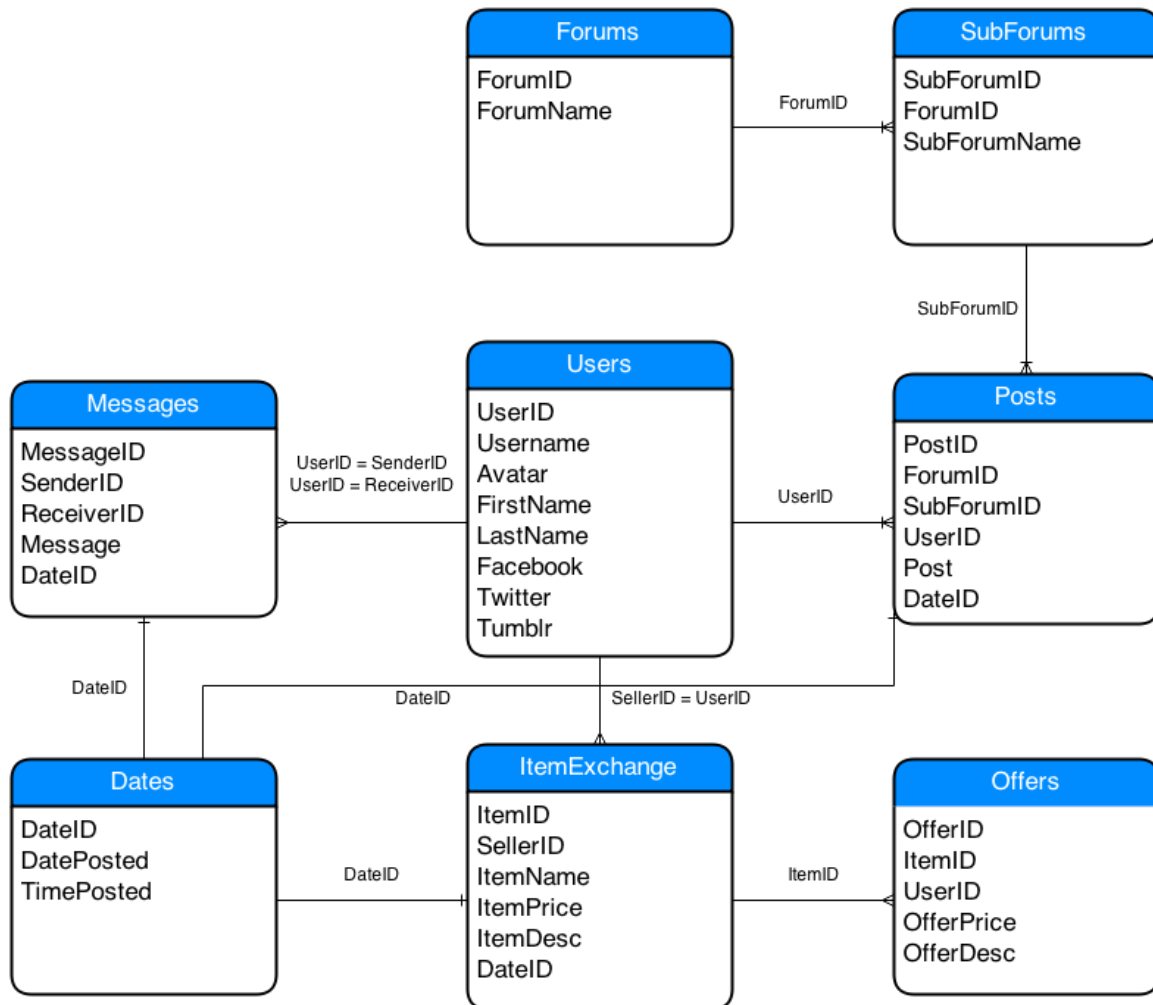 Forums
ForumID
ForumName
ForumID
SubForums
SubForumID
ForumID
SubForumName
SubForumID
Messages
MessageID
SenderID
ReceiverID
Message
DateID
UserID = SenderID
UserID = ReceiverID
Users
UserID
Username
Avatar
FirstName
LastName
Facebook
Twitter
Tumblr
UserID
Posts
PostID
ForumID
SubForumID
UserID
Post
DateID
DateID
DateID
SellerID = UserID
Dates
DateID
DatePosted
TimePosted
DateID
ItemExchange
ItemID
SellerID
ItemName
ItemPrice
ItemDesc
DateID
ItemID
Offers
OfferID
ItemID
UserID
OfferPrice
OfferDesc